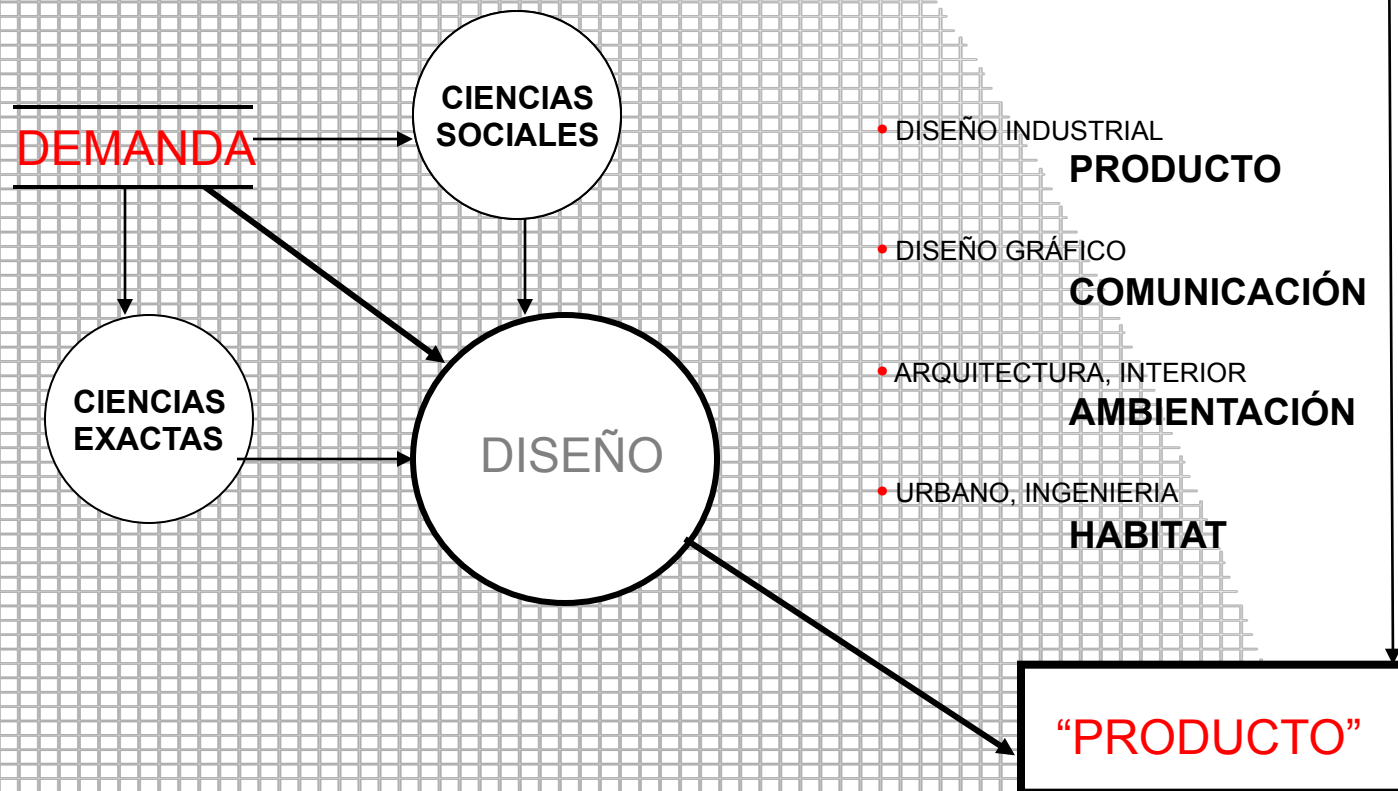 DEMANDA
CIENCIAS
SOCIALES
CIENCIAS
EXACTAS
DISEÑO
• DISEÑO INDUSTRIAL
PRODUCTO
• DISEÑO GRÁFICO
COMUNICACIÓN
• ARQUITECTURA, INTERIOR
AMBIENTACIÓN
• URBANO, INGENIERIA
HABITAT
“PRODUCTO”